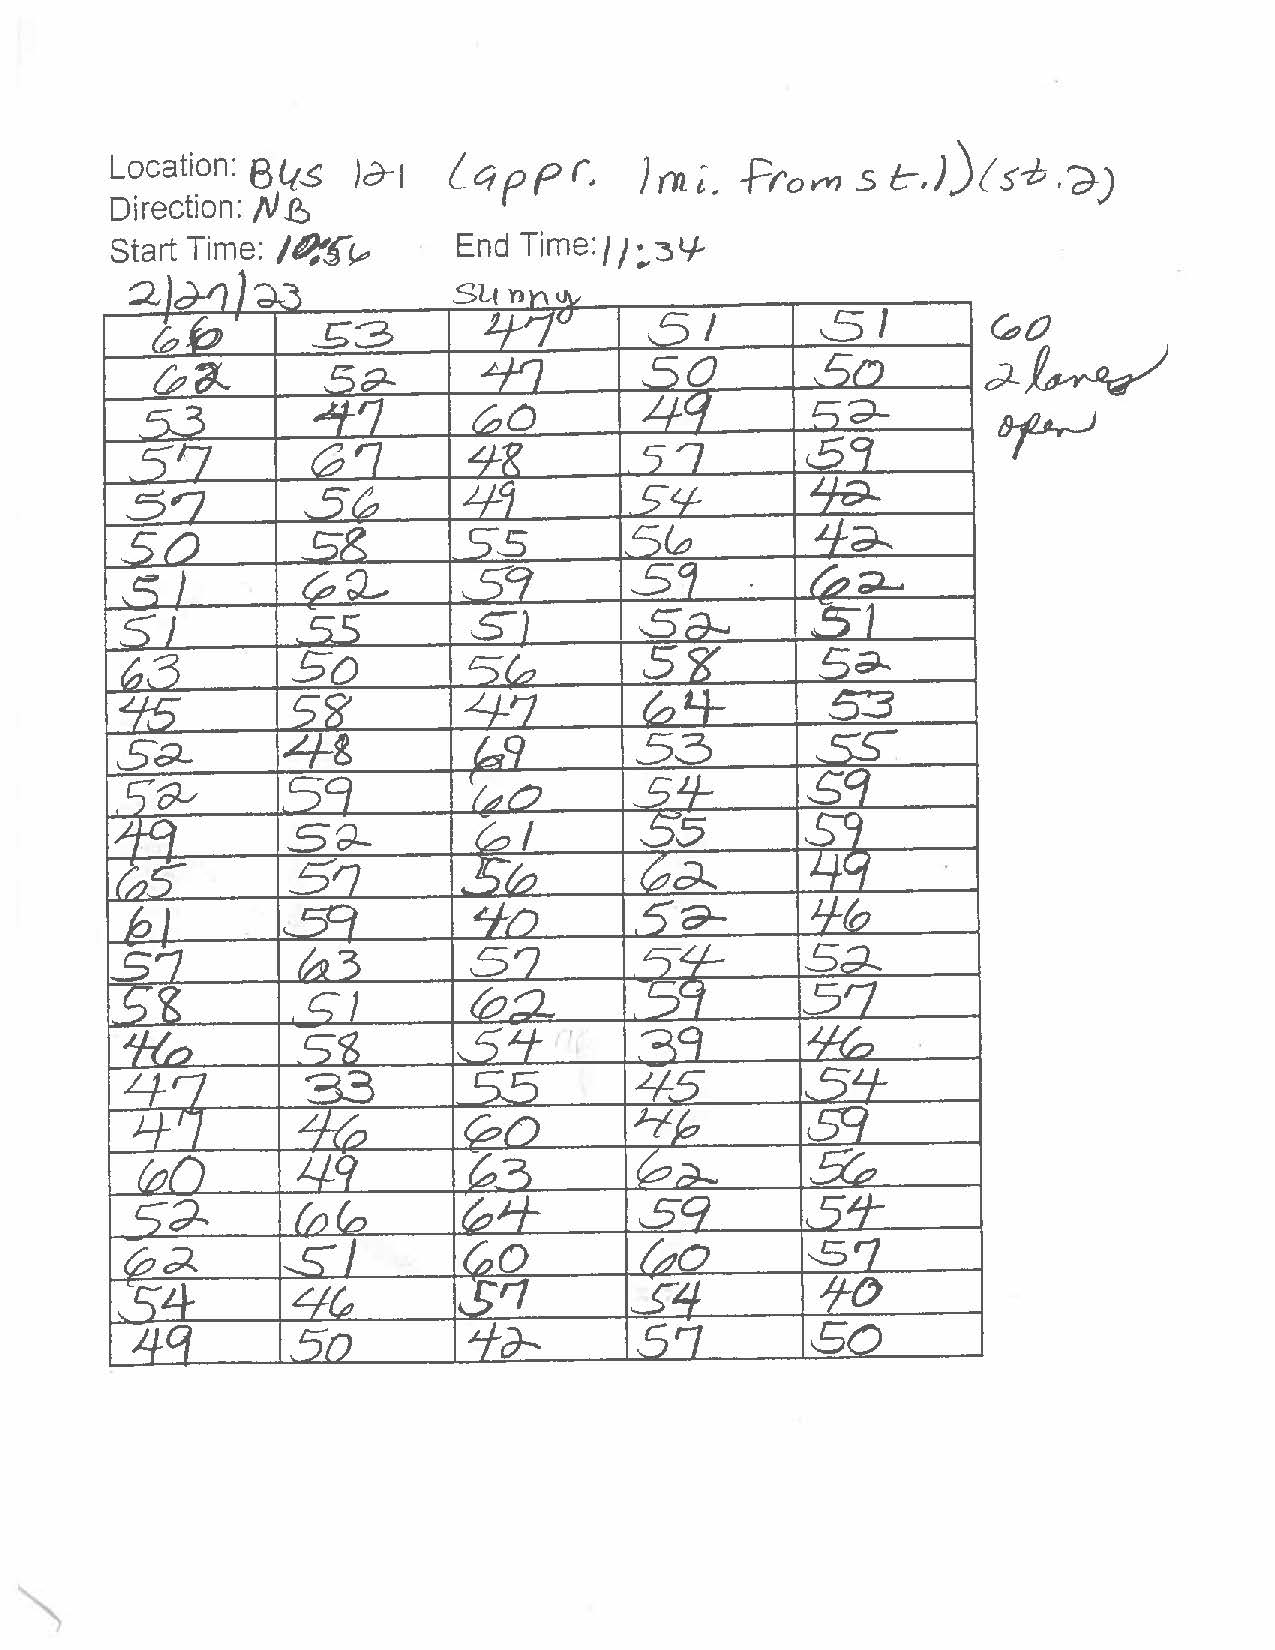 Location: Bus 121 (appr. 1mi. from st.1) (st.2)
Direction: NB
Start Time: 10:56 End Time: 11:34
2/27/23 sunny
66 53 47 51 51 60
62 52 47 50 50 2 lanes
53 47 60 49 52 open
57 67 48 57 59
57 56 49 54 42
50 58 55 56 42
51 62 59 59 62
51 55 51 52 51
63 50 56 58 52
45 58 47 64 53
52 48 69 53 55
52 59 60 54 59
49 52 61 55 59
65 57 56 62 49
61 59 40 52 46
57 63 57 54 52
58 51 62 59 57
46 58 54 39 46
47 33 55 45 54
47 46 60 46 59
60 49 63 62 56
52 66 64 59 54
62 51 60 60 57
54 46 57 54 40
49 50 42 57 50